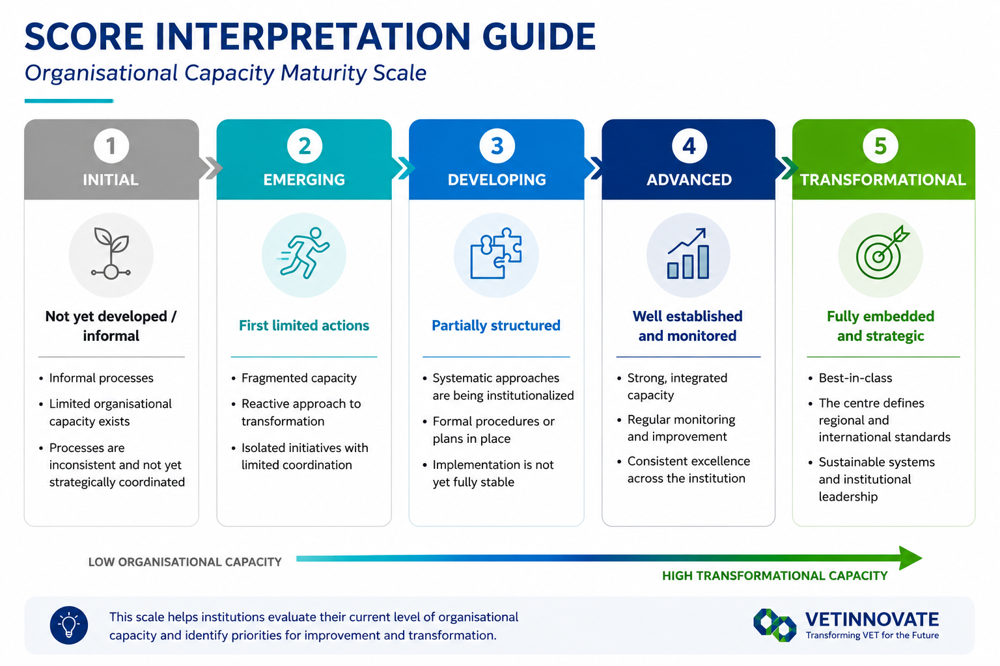 SCORE INTERPRETATION GUIDE
Organisational Capacity Maturity Scale
1
INITIAL
Not yet developed /
informal
• Informal processes
• Limited organisational
capacity exists
• Processes are
inconsistent and not yet
strategically coordinated
2
EMERGING
First limited actions
• Fragmented capacity
• Reactive approach to
transformation
• Isolated initiatives with
limited coordination
3
DEVELOPING
Partially structured
• Systematic approaches
are being institutionalized
• Formal procedures or
plans in place
• Implementation is not
yet fully stable
4
ADVANCED
Well established
and monitored
• Strong, integrated
capacity
• Regular monitoring
and improvement
• Consistent excellence
across the institution
5
TRANSFORMATIONAL
Fully embedded
and strategic
• Best-in-class
• The centre defines
regional and
international standards
• Sustainable systems
and institutional
leadership
LOW ORGANISATIONAL CAPACITY
HIGH TRANSFORMATIONAL CAPACITY
This scale helps institutions evaluate their current level of organisational
capacity and identify priorities for improvement and transformation.
VETINNOVATE
Transforming VET for the Future